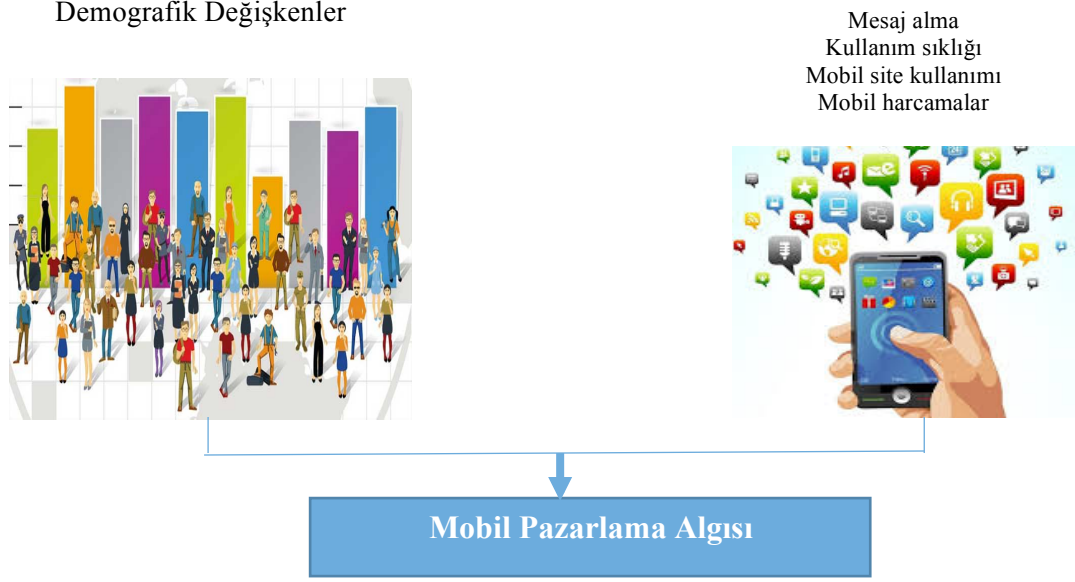 Demografik Değişkenler
Mesaj alma
Kullanım sıklığı
Mobil site kullanımı
Mobil harcamalar
Mobil Pazarlama Algısı